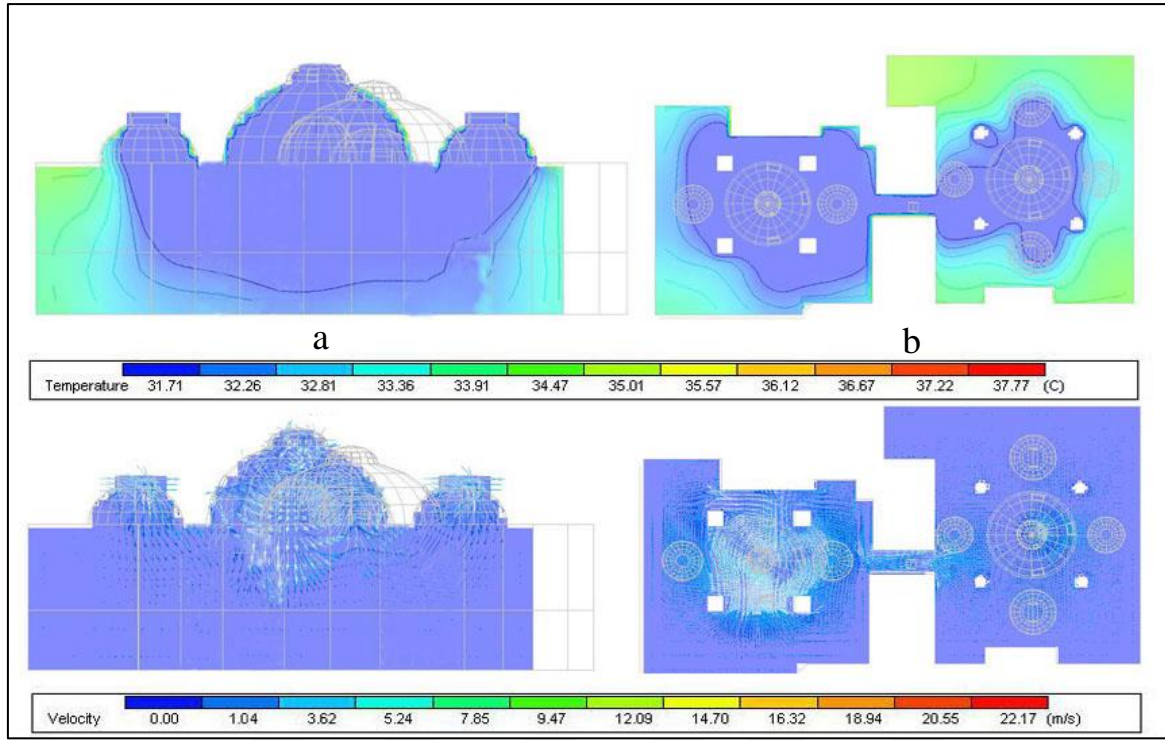 a
b
Temperature 31.71 32.26 32.81 33.36 33.91 34.47 35.01 35.57 36.12 36.67 37.22 37.77 (C)
Velocity 0.00 1.04 3.62 5.24 7.85 9.47 12.09 14.70 16.32 18.94 20.55 22.17 (m/s)